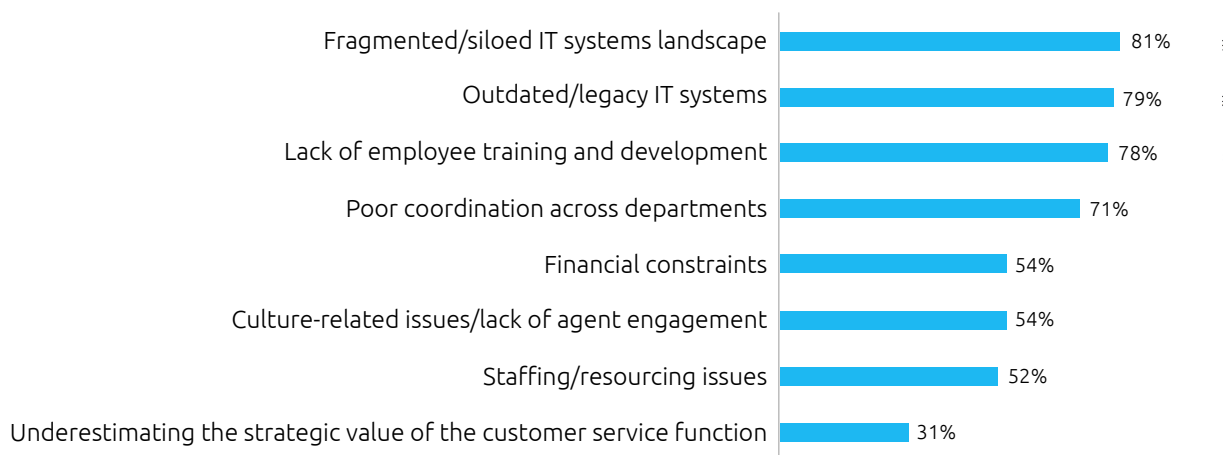 Fragmented/siloed IT systems landscape 81%
Outdated/legacy IT systems 79%
Lack of employee training and development 78%
Poor coordination across departments 71%
Financial constraints 54%
Culture-related issues/lack of agent engagement 54%
Staffing/resourcing issues 52%
Underestimating the strategic value of the customer service function 31%